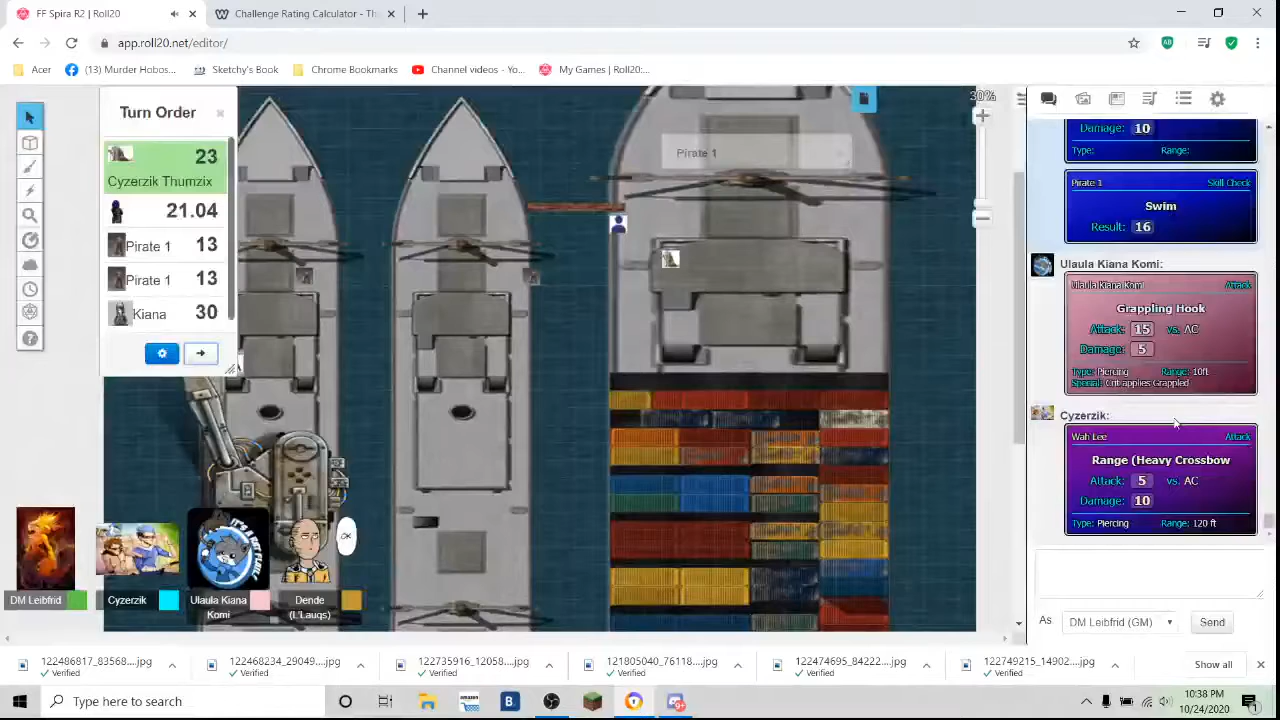 FF Spira R2 | Roll20
Challenge Rating Calculator - Th
app.roll20.net/editor/
Acer
(13) Murder Hobos...
Sketchy's Book
Chrome Bookmarks
Channel videos - Yo...
My Games | Roll20:...
Turn Order
23
Cyzerzik Thumzix
21.04
Pirate 1 13
Pirate 1 13
Kiana 30
Pirate 1
30%
Damage: 10
Type: Range:
Pirate 1 Skill Check
Swim
Result: 16
Ulaula Kiana Komi:
Ulaula Kiana Komi Attack
Grappling Hook
Attack: 15 vs. AC
Damage: 5
Type: Piercing Range: 10ft
Special: Crit applies Grappled
Cyzerzik:
Wah Lee Attack
Range (Heavy Crossbow
Attack: 5 vs. AC
Damage: 10
Type: Piercing Range: 120 ft
IT'S A
OK
DM Leibfrid
Cyzerzik
Ulaula Kiana
Komi
Dende
(L'Lauqs)
As DM Leibfrid (GM) Send
122486817_83568....jpg
Verified
122468234_29049....jpg
Verified
122735916_12058....jpg
Verified
121805040_76118....jpg
Verified
122474695_84222....jpg
Verified
122749215_14902....jpg
Verified
Show all
Type here to search
amazon
B.
10:38 PM
10/24/2020